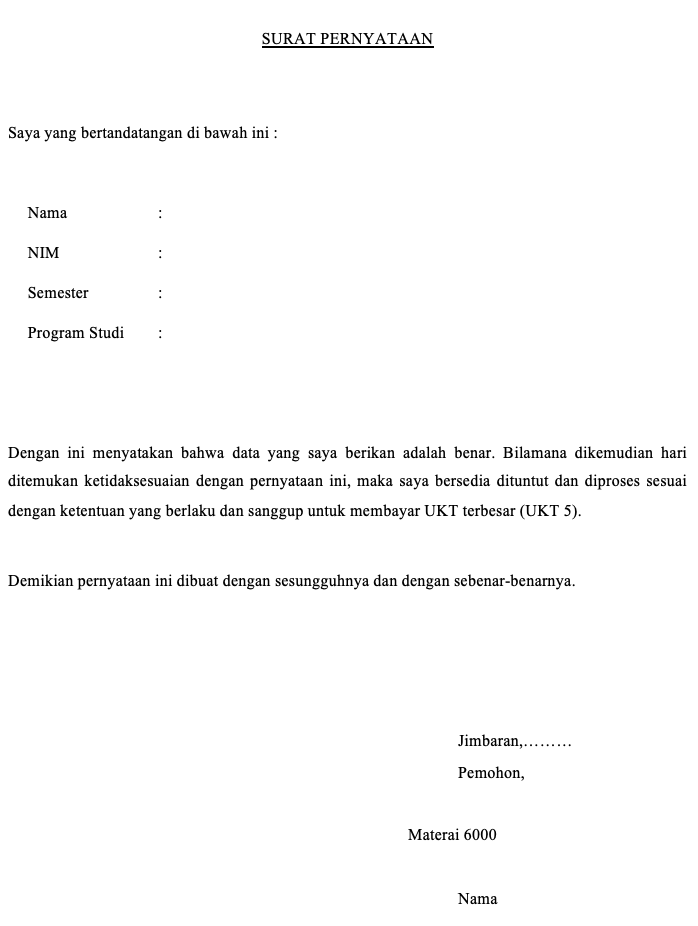 SURAT PERNYATAAN
Saya yang bertandatangan di bawah ini :
Nama :
NIM :
Semester :
Program Studi :
Dengan ini menyatakan bahwa data yang saya berikan adalah benar. Bilamana dikemudian hari
ditemukan ketidaksesuaian dengan pernyataan ini, maka saya bersedia dituntut dan diproses sesuai
dengan ketentuan yang berlaku dan sanggup untuk membayar UKT terbesar (UKT 5).
Demikian pernyataan ini dibuat dengan sesungguhnya dan dengan sebenar-benarnya.
Jimbaran,………
Pemohon,
Materai 6000
Nama